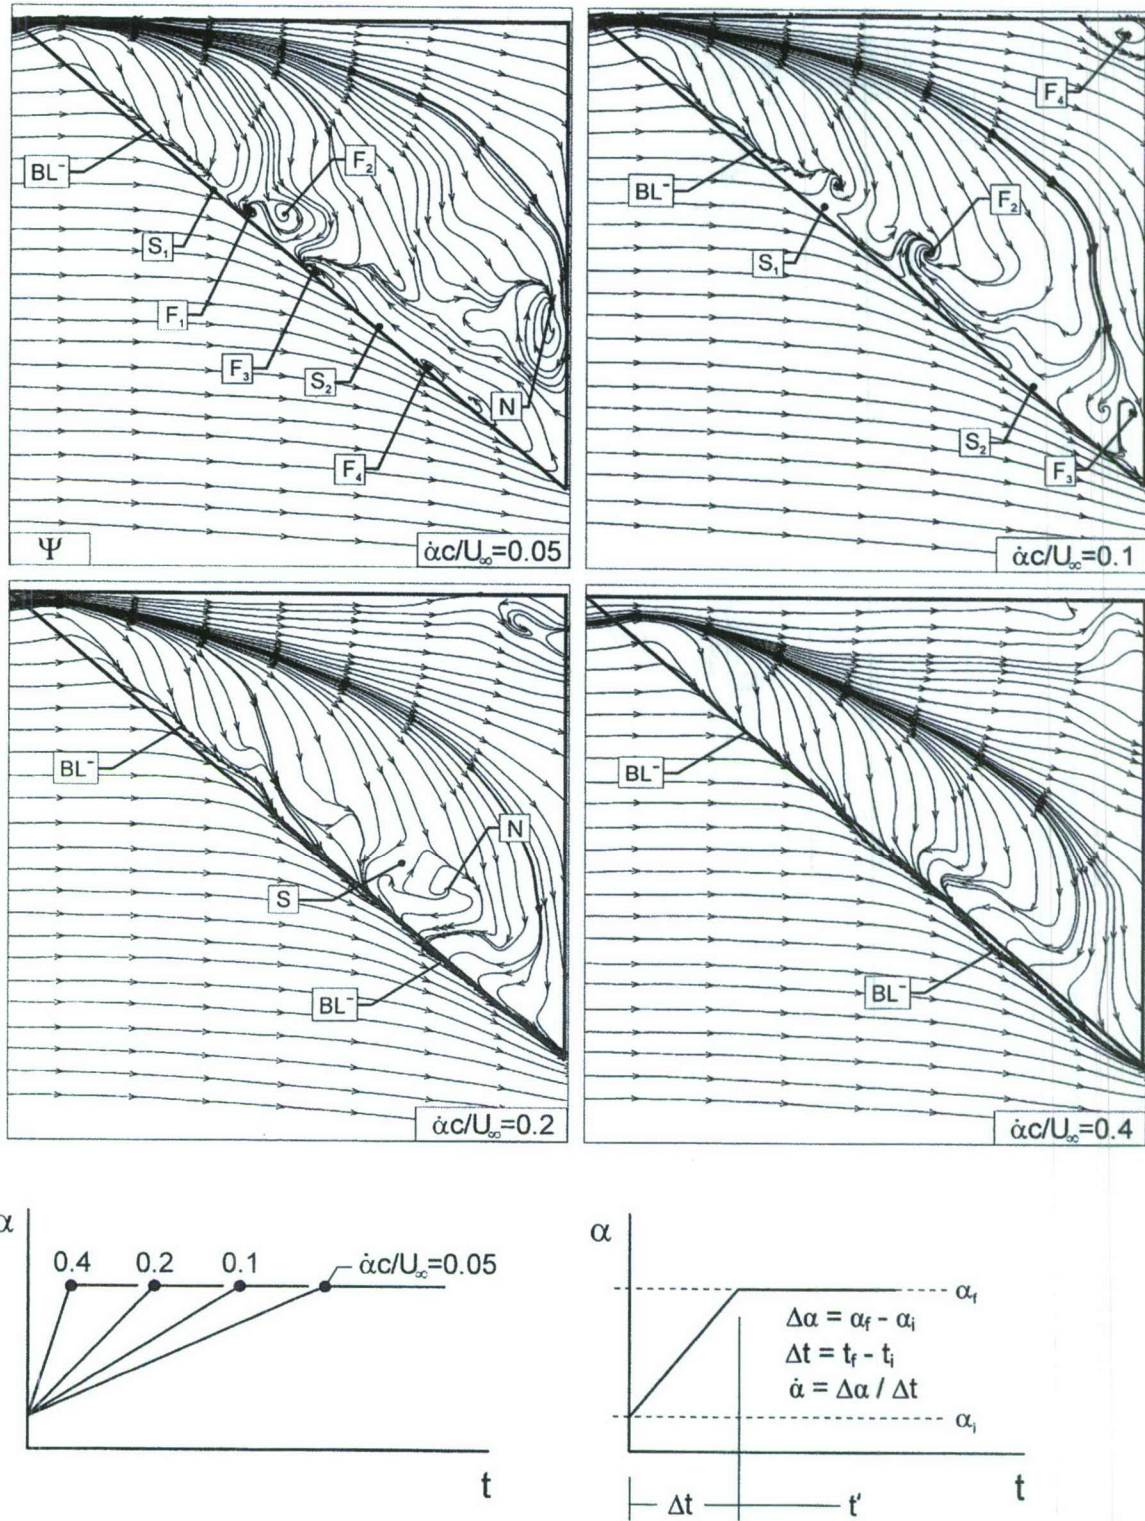 BL⁻
S₁
F₁
F₂
F₃
S₂
F₄
N
Ψ
α̇c/U∞=0.05
F₄
BL⁻
F₂
S₁
S₂
F₃
α̇c/U∞=0.1
BL⁻
N
S
BL⁻
α̇c/U∞=0.2
BL⁻
BL⁻
α̇c/U∞=0.4
α
0.4 0.2 0.1 α̇c/U∞=0.05
t
α
αf
Δα = αf - αi
Δt = tf - ti
α̇ = Δα / Δt
αi
t
Δt
t'